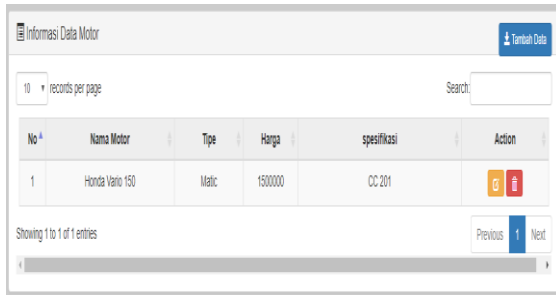 Informasi Data Motor
Tambah Data
10 records per page
Search:
No Nama Motor Tipe Harga spesifikasi Action
1 Honda Vario 150 Matic 1500000 CC 201
Showing 1 to 1 of 1 entries
Previous 1 Next